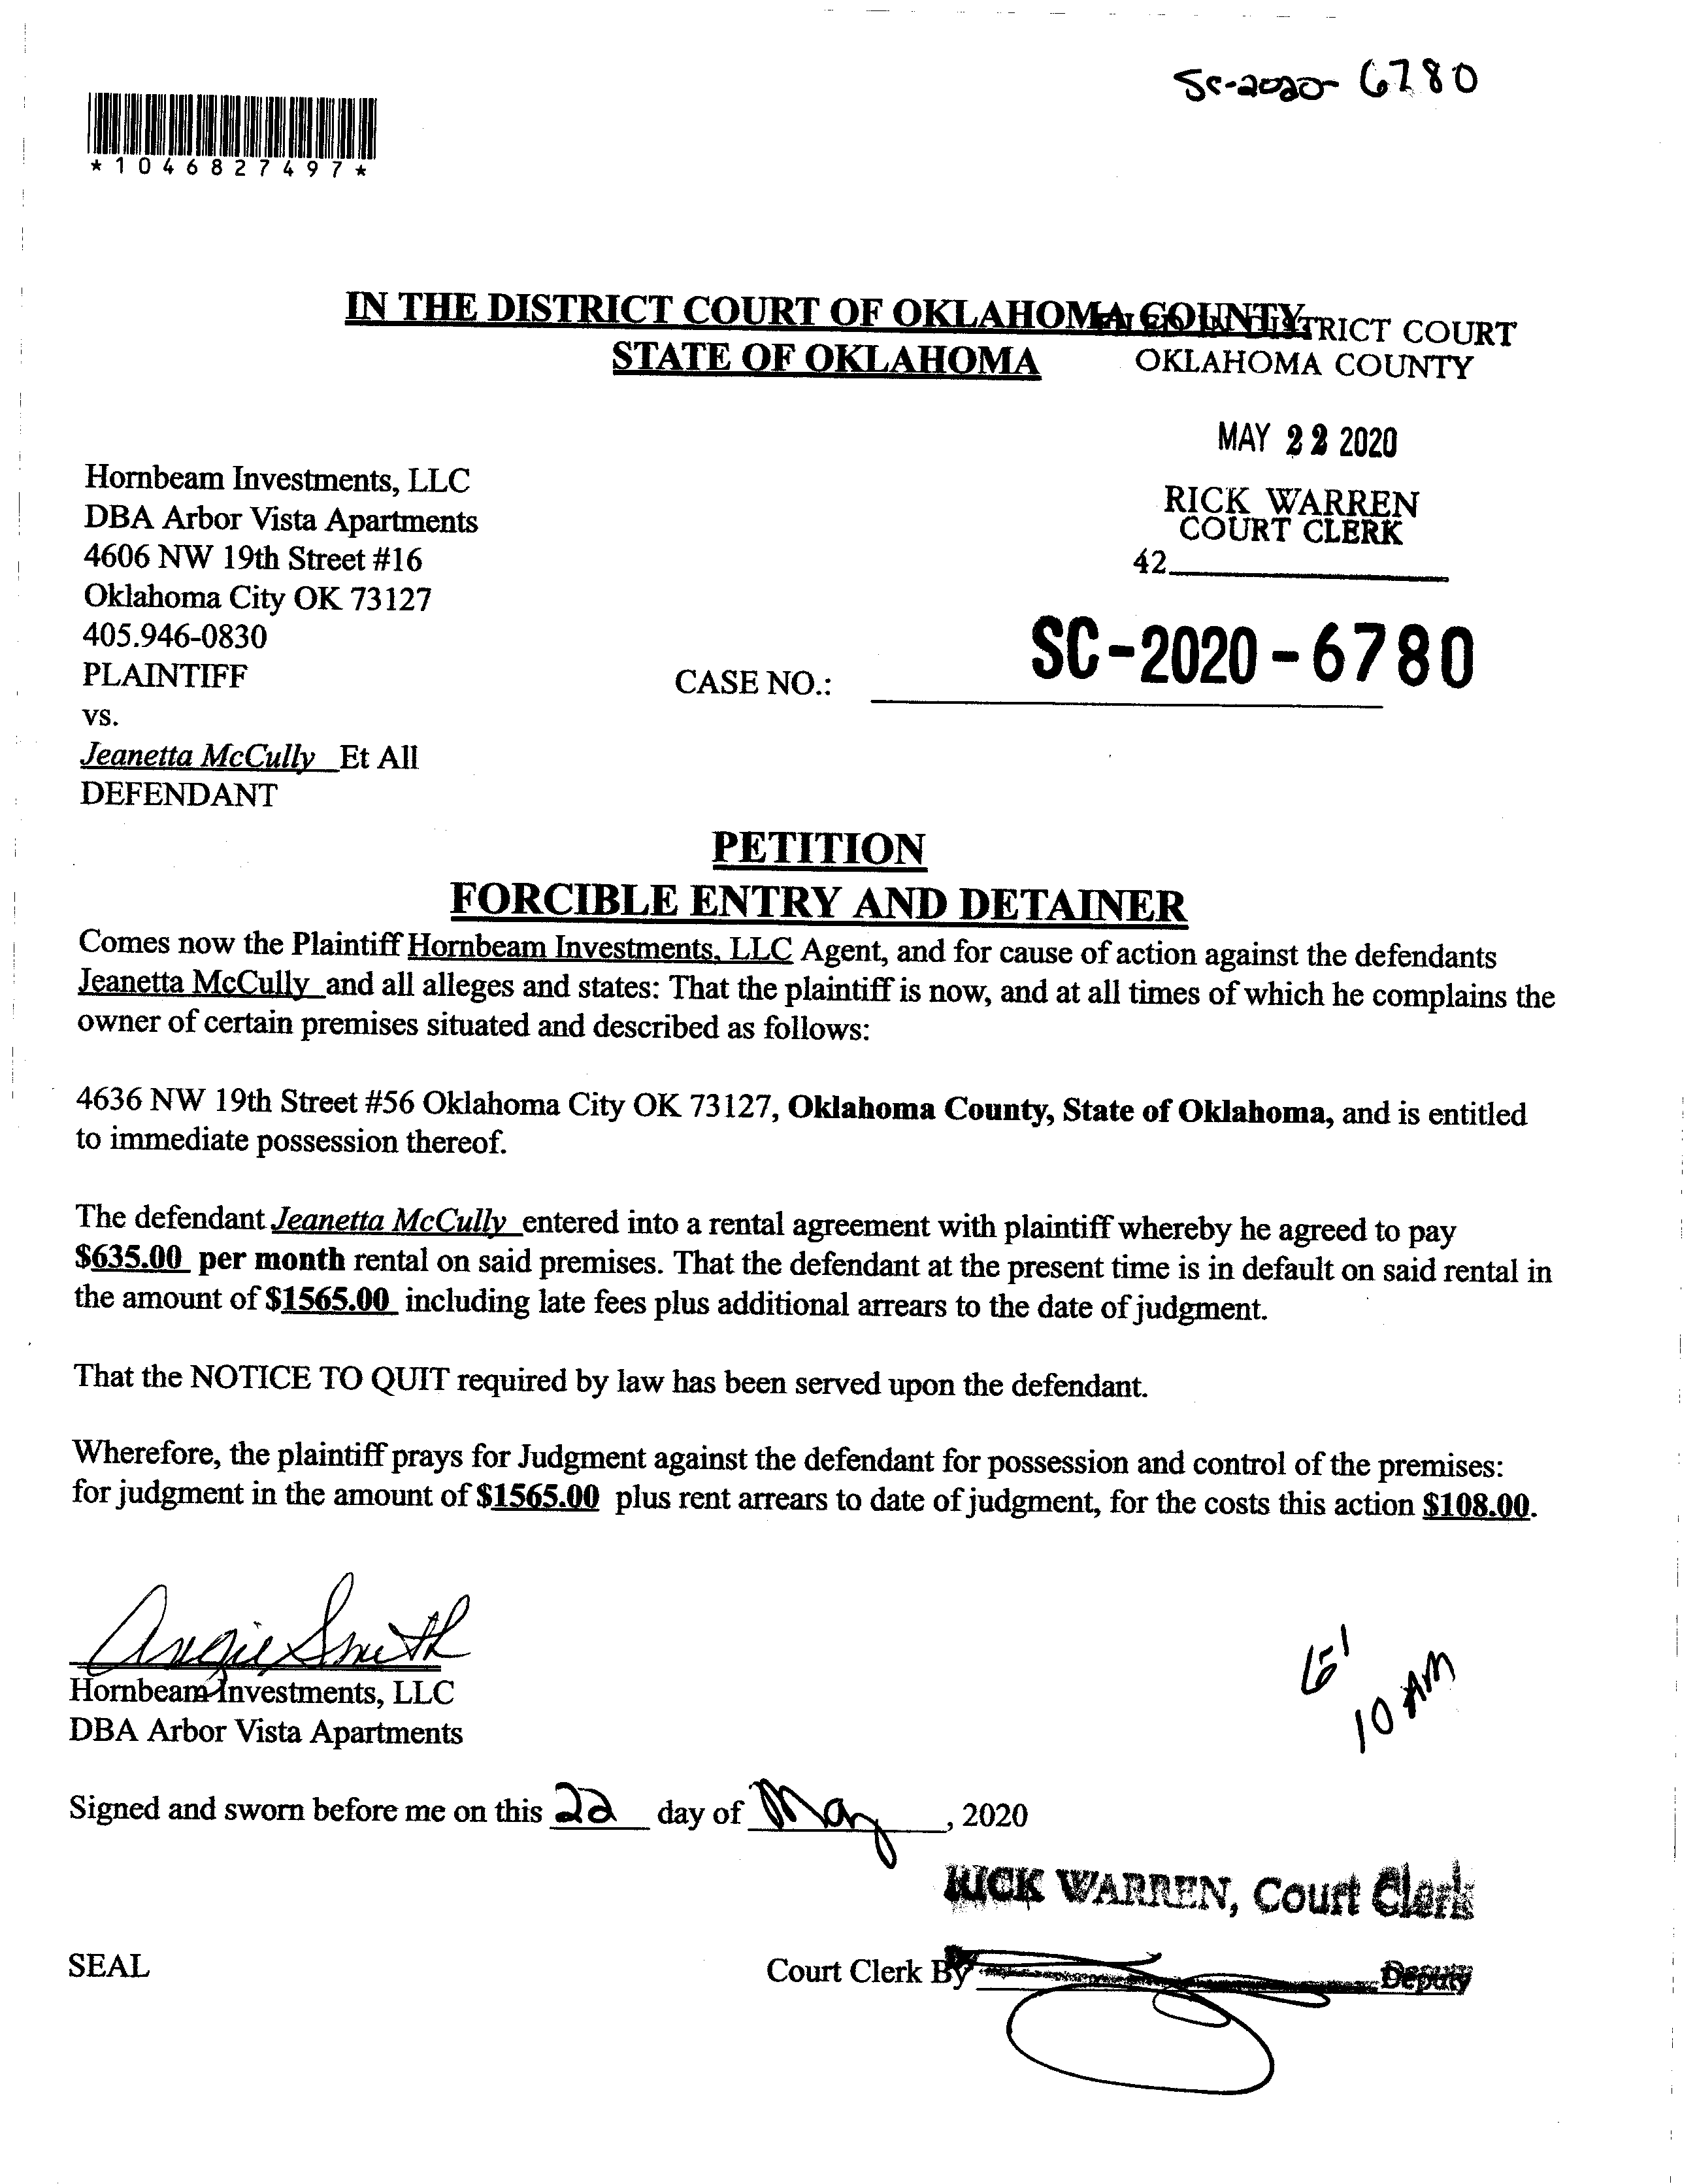 SC-2020-6780
*1046827497*
IN THE DISTRICT COURT OF OKLAHOMA COUNTY
STATE OF OKLAHOMA
DISTRICT COURT
OKLAHOMA COUNTY
MAY 22 2020
RICK WARREN
COURT CLERK
42
Hornbeam Investments, LLC
DBA Arbor Vista Apartments
4606 NW 19th Street #16
Oklahoma City OK 73127
405.946-0830
PLAINTIFF
CASE NO.: SC-2020-6780
vs.
Jeanetta McCully Et All
DEFENDANT
PETITION
FORCIBLE ENTRY AND DETAINER
Comes now the Plaintiff Hornbeam Investments, LLC Agent, and for cause of action against the defendants
Jeanetta McCully and all alleges and states: That the plaintiff is now, and at all times of which he complains the
owner of certain premises situated and described as follows:
4636 NW 19th Street #56 Oklahoma City OK 73127, Oklahoma County, State of Oklahoma, and is entitled
to immediate possession thereof.
The defendant Jeanetta McCully entered into a rental agreement with plaintiff whereby he agreed to pay
$635.00 per month rental on said premises. That the defendant at the present time is in default on said rental in
the amount of $1565.00 including late fees plus additional arrears to the date of judgment.
That the NOTICE TO QUIT required by law has been served upon the defendant.
Wherefore, the plaintiff prays for Judgment against the defendant for possession and control of the premises:
for judgment in the amount of $1565.00 plus rent arrears to date of judgment, for the costs this action $108.00.
Angie Smith
Hornbeam Investments, LLC
DBA Arbor Vista Apartments
10 AM
Signed and sworn before me on this 22 day of May, 2020
RICK WARREN, Court Clerk
SEAL
Court Clerk By
Deputy